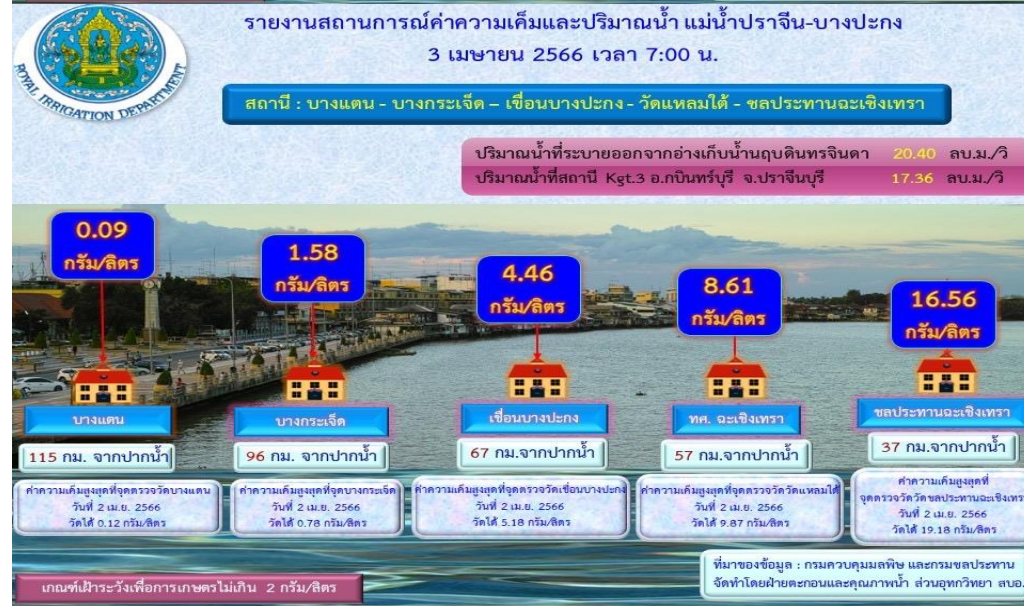 รายงานสถานการณ์ค่าความเค็มและปริมาณน้ำ แม่น้ำปราจีน-บางปะกง
3 เมษายน 2566 เวลา 7:00 น.
ROYAL IRRIGATION DEPARTMENT
สถานี : บางแตน - บางกระเจ็ด – เขื่อนบางปะกง - วัดแหลมใต้ - ชลประทานฉะเชิงเทรา
ปริมาณน้ำที่ระบายออกจากอ่างเก็บน้ำนฤบดินทรจินดา 20.40 ลบ.ม./วิ
ปริมาณน้ำที่สถานี Kgt.3 อ.กบินทร์บุรี จ.ปราจีนบุรี 17.36 ลบ.ม./วิ
0.09
กรัม/ลิตร
บางแตน
115 กม. จากปากน้ำ
ค่าความเค็มสูงสุดที่จุดตรวจวัดบางแตน
วันที่ 2 เม.ย. 2566
วัดได้ 0.12 กรัม/ลิตร
1.58
กรัม/ลิตร
บางกระเจ็ด
96 กม. จากปากน้ำ
ค่าความเค็มสูงสุดที่จุดบางกระเจ็ด
วันที่ 2 เม.ย. 2566
วัดได้ 0.78 กรัม/ลิตร
4.46
กรัม/ลิตร
เขื่อนบางปะกง
67 กม.จากปากน้ำ
ค่าความเค็มสูงสุดที่จุดตรวจวัดเขื่อนบางปะกง
วันที่ 2 เม.ย. 2566
วัดได้ 5.18 กรัม/ลิตร
8.61
กรัม/ลิตร
ทศ. ฉะเชิงเทรา
57 กม.จากปากน้ำ
ค่าความเค็มสูงสุดที่จุดตรวจวัดวัดแหลมใต้
วันที่ 2 เม.ย. 2566
วัดได้ 9.87 กรัม/ลิตร
16.56
กรัม/ลิตร
ชลประทานฉะเชิงเทรา
37 กม.จากปากน้ำ
ค่าความเค็มสูงสุดที่
จุดตรวจวัดวัดชลประทานฉะเชิงเทรา
วันที่ 2 เม.ย. 2566
วัดได้ 19.18 กรัม/ลิตร
เกณฑ์เฝ้าระวังเพื่อการเกษตรไม่เกิน 2 กรัม/ลิตร
ที่มาของข้อมูล : กรมควบคุมมลพิษ และกรมชลประทาน
จัดทำโดยฝ่ายตะกอนและคุณภาพน้ำ ส่วนอุทกวิทยา สบอ.